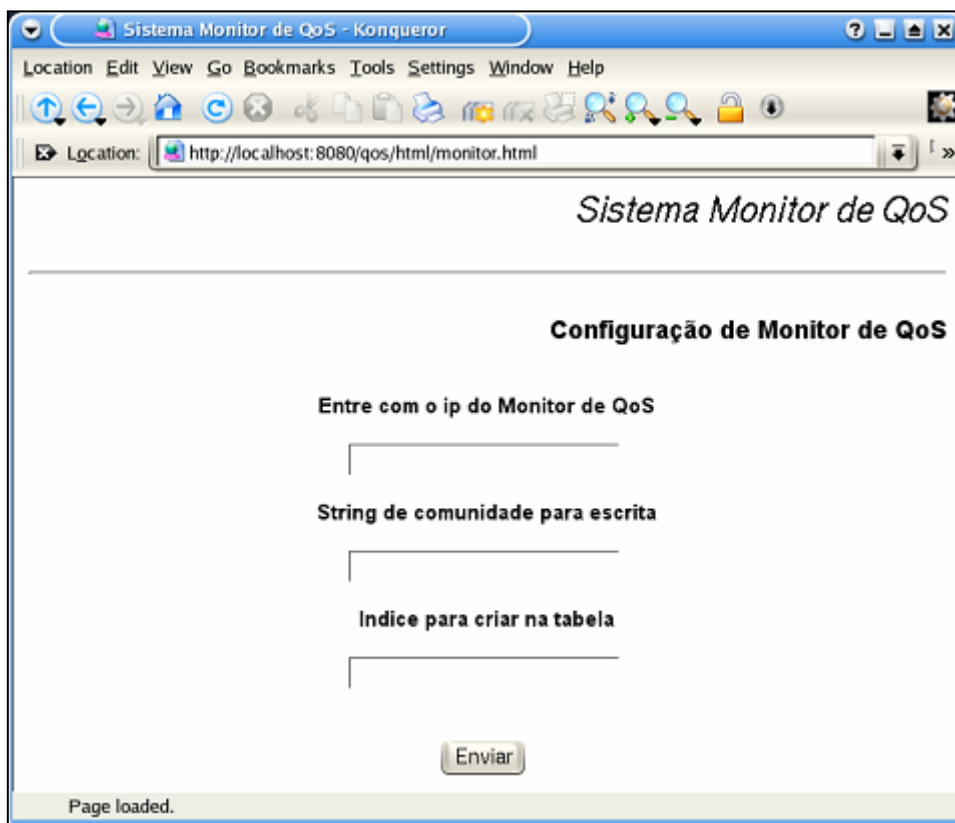 Sistema Monitor de QoS - Konqueror
Location Edit View Go Bookmarks Tools Settings Window Help
Location: http://localhost:8080/qos/html/monitor.html
Sistema Monitor de QoS
Configuração de Monitor de QoS
Entre com o ip do Monitor de QoS
String de comunidade para escrita
Indice para criar na tabela
Enviar
Page loaded.